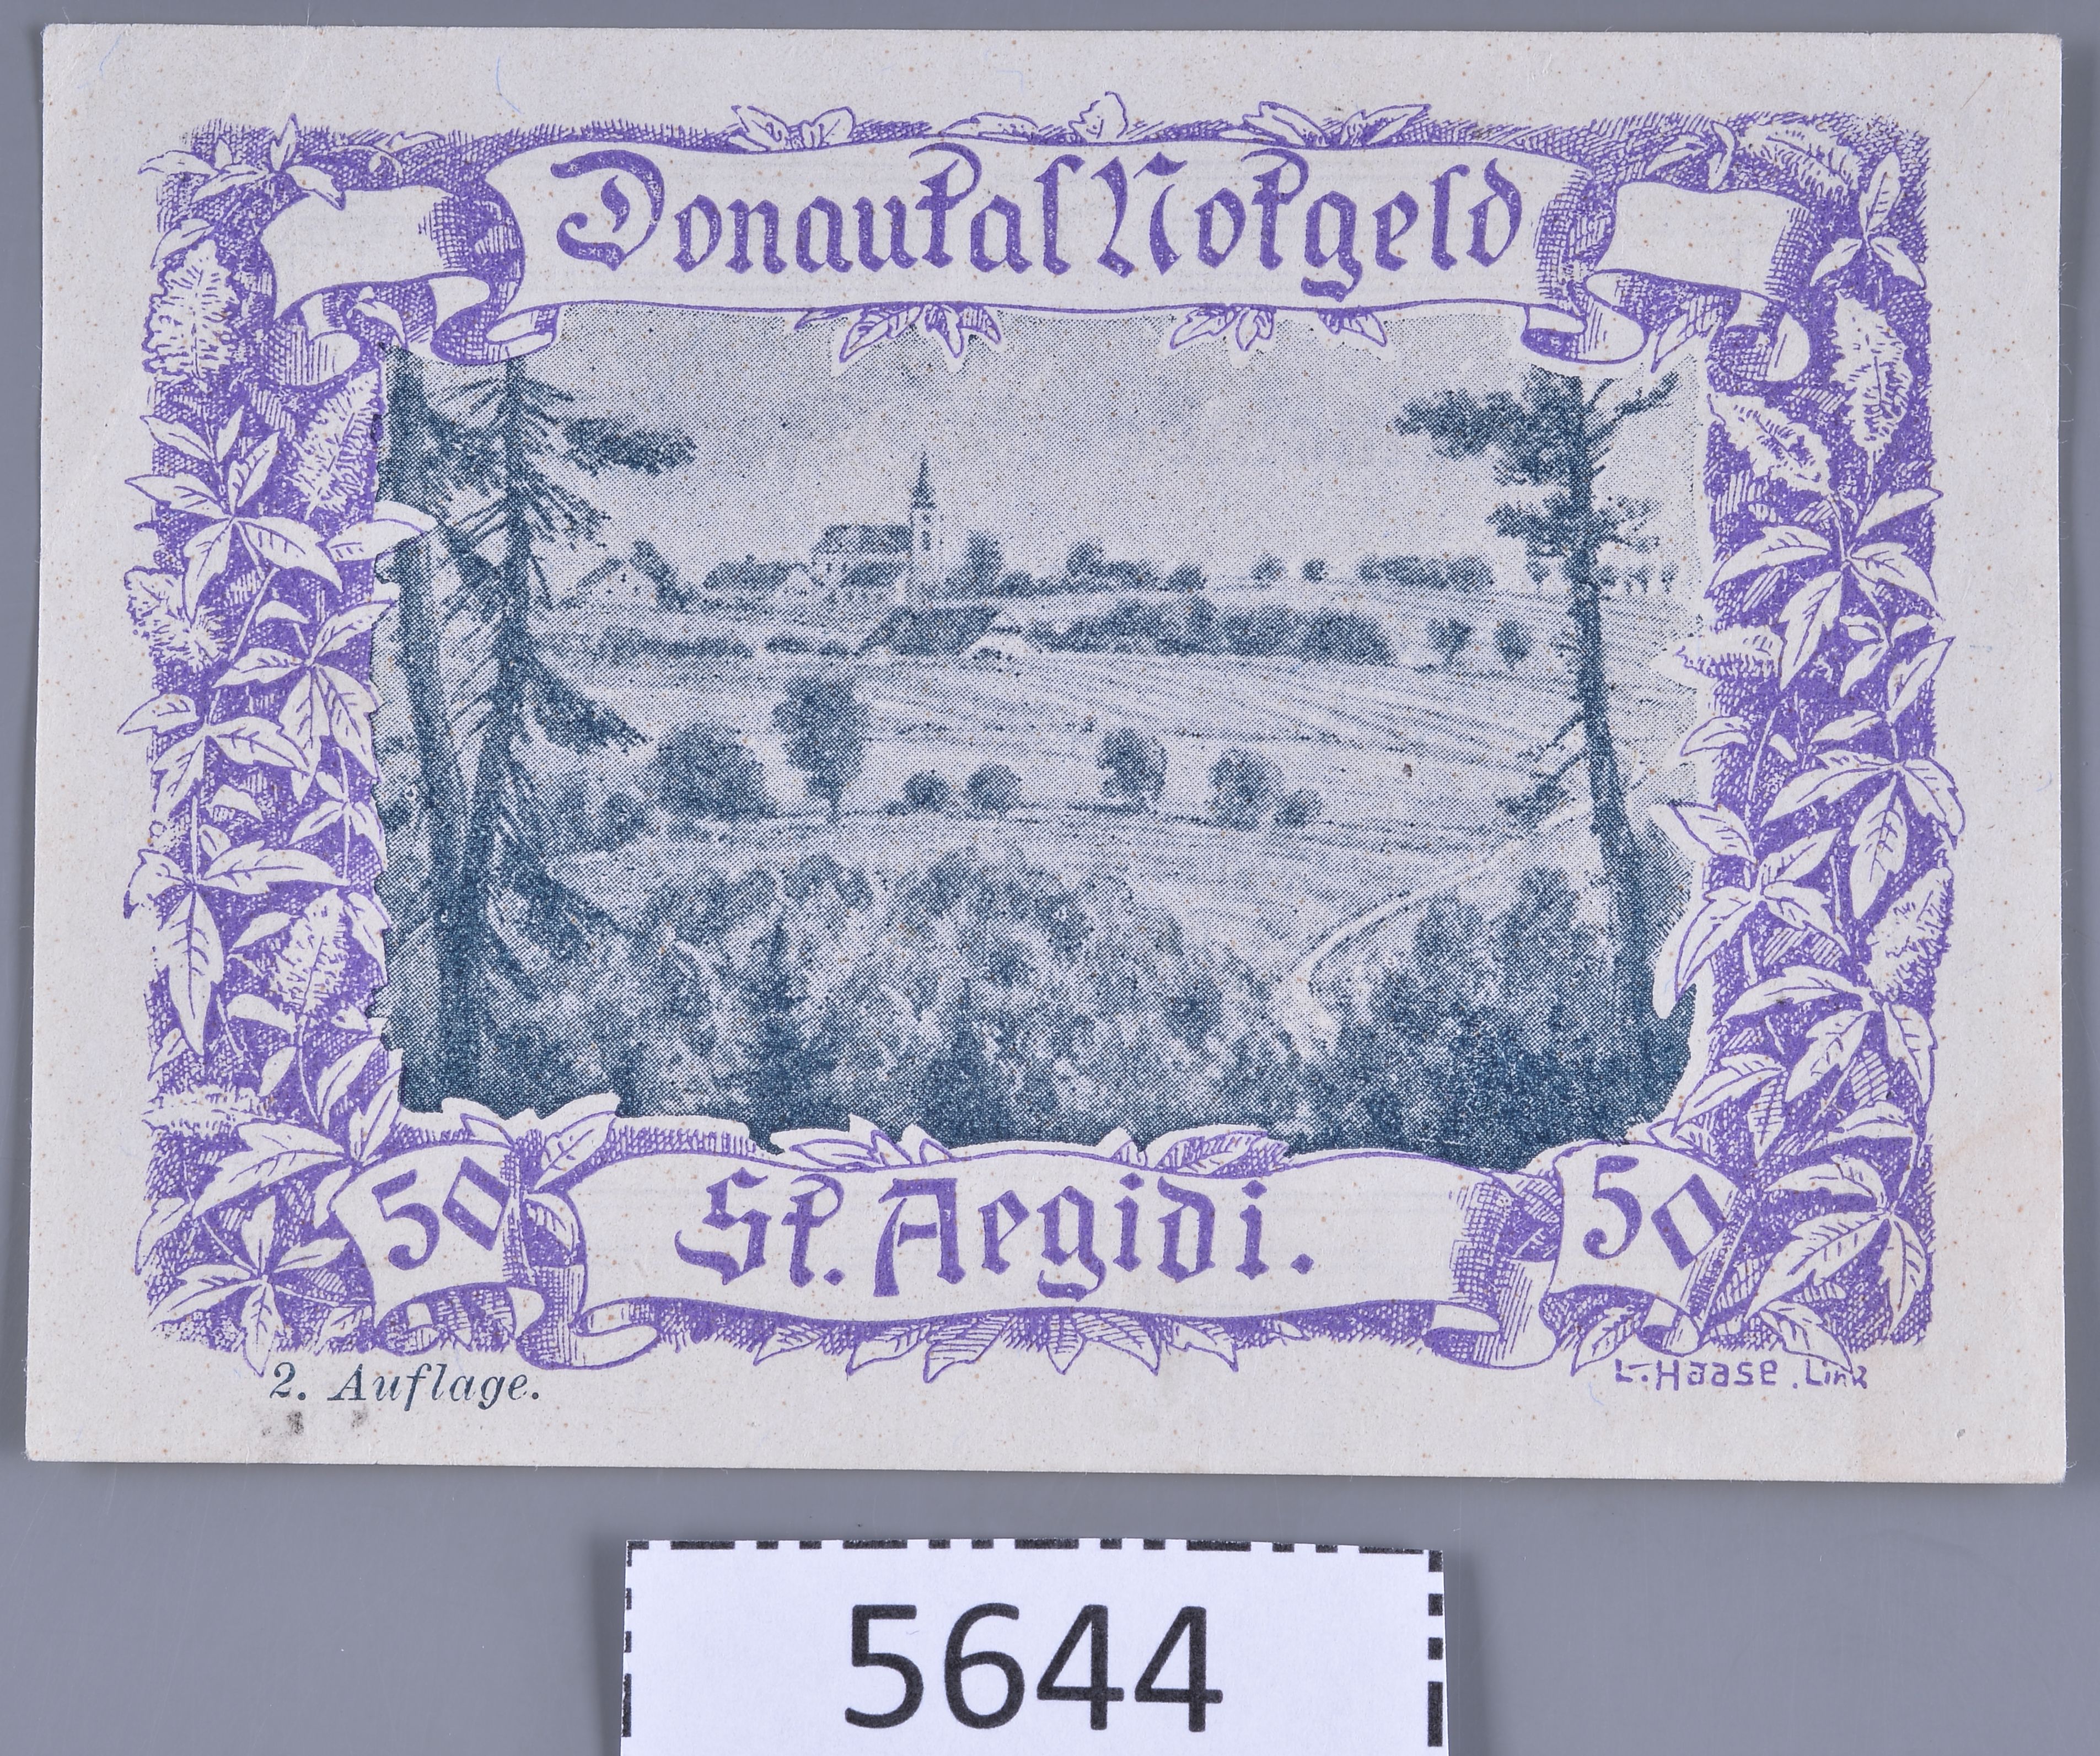 Donautal Notgeld
50 St. Aegidi. 50
2. Auflage.
L. Haase. Linz
5644